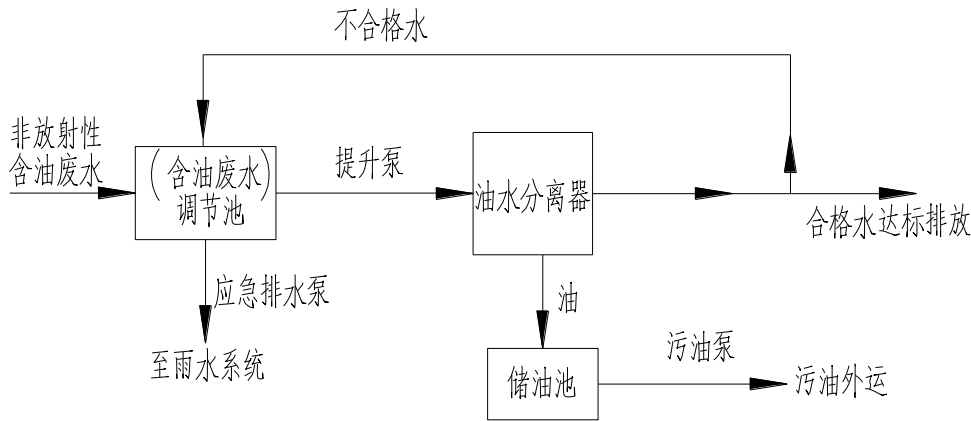 不合格水
非放射性
含油废水
(含油废水)
调节池
提升泵
油水分离器
合格水达标排放
应急排水泵
至雨水系统
油
储油池
污油泵
污油外运